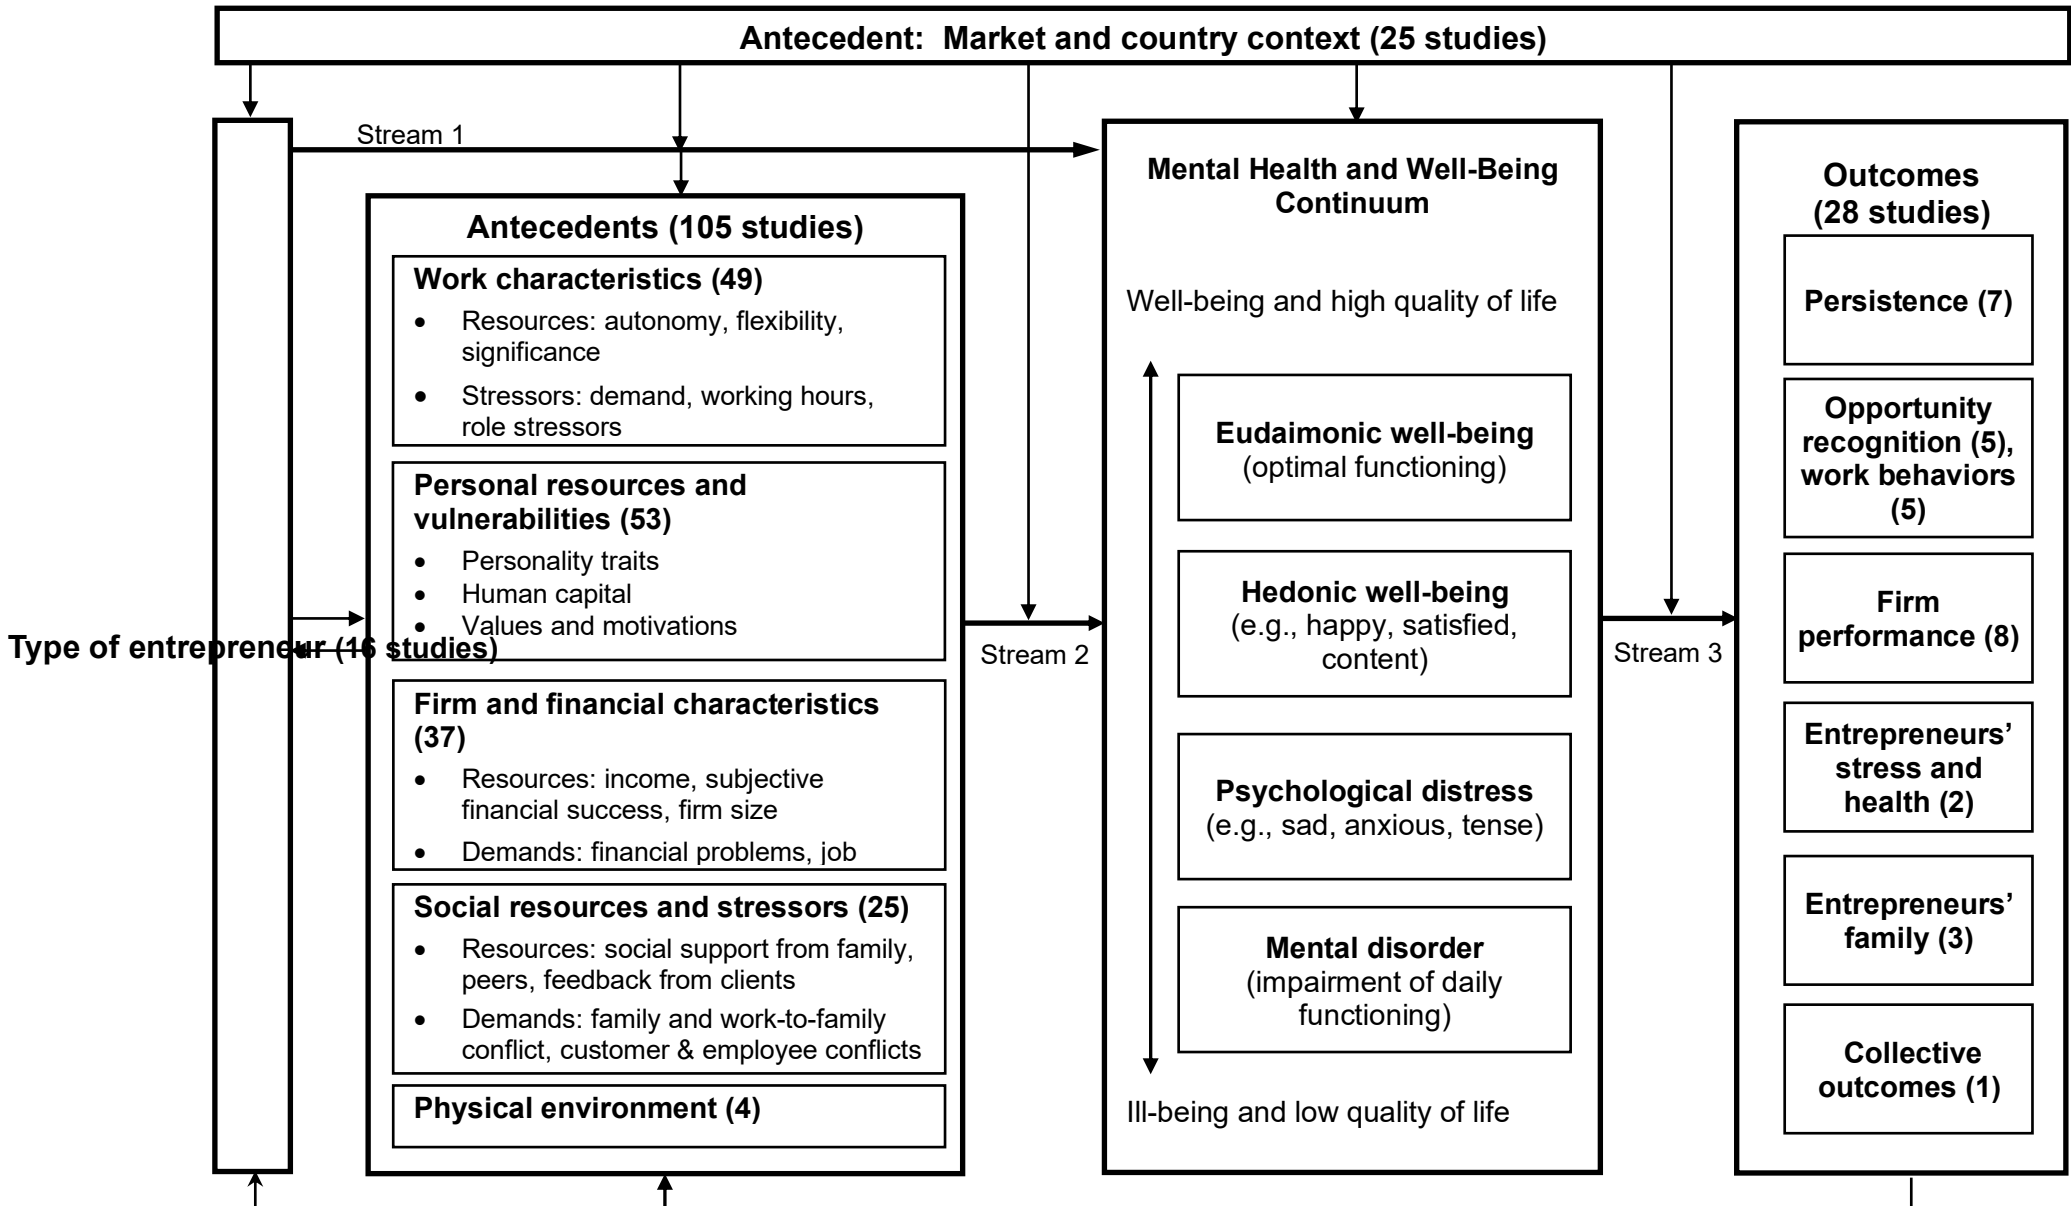 Antecedent:  Market and country context (25 studies)
Stream 1
Type of entrepreneur (16 studies)
Antecedents (105 studies)
Work characteristics (49)
• Resources: autonomy, flexibility,
significance
• Stressors: demand, working hours,
role stressors
Personal resources and
vulnerabilities (53)
• Personality traits
• Human capital
• Values and motivations
Firm and financial characteristics
(37)
• Resources: income, subjective
financial success, firm size
• Demands: financial problems, job
Social resources and stressors (25)
• Resources: social support from family,
peers, feedback from clients
• Demands: family and work-to-family
conflict, customer & employee conflicts
Physical environment (4)
Stream 2
Mental Health and Well-Being
Continuum
Well-being and high quality of life
Eudaimonic well-being
(optimal functioning)
Hedonic well-being
(e.g., happy, satisfied,
content)
Psychological distress
(e.g., sad, anxious, tense)
Mental disorder
(impairment of daily
functioning)
Ill-being and low quality of life
Stream 3
Outcomes
(28 studies)
Persistence (7)
Opportunity
recognition (5),
work behaviors
(5)
Firm
performance (8)
Entrepreneurs’
stress and
health (2)
Entrepreneurs’
family (3)
Collective
outcomes (1)